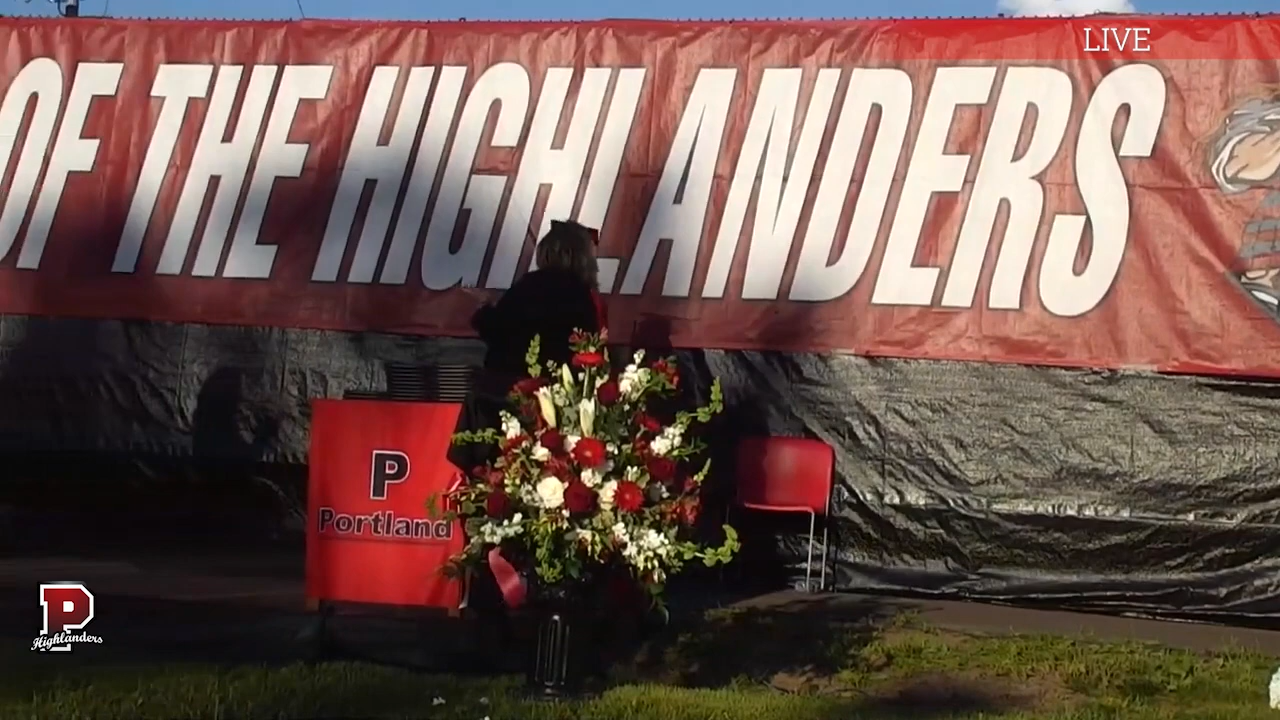 LIVE
OF THE HIGHLANDERS
P
Portland
P
Highlanders